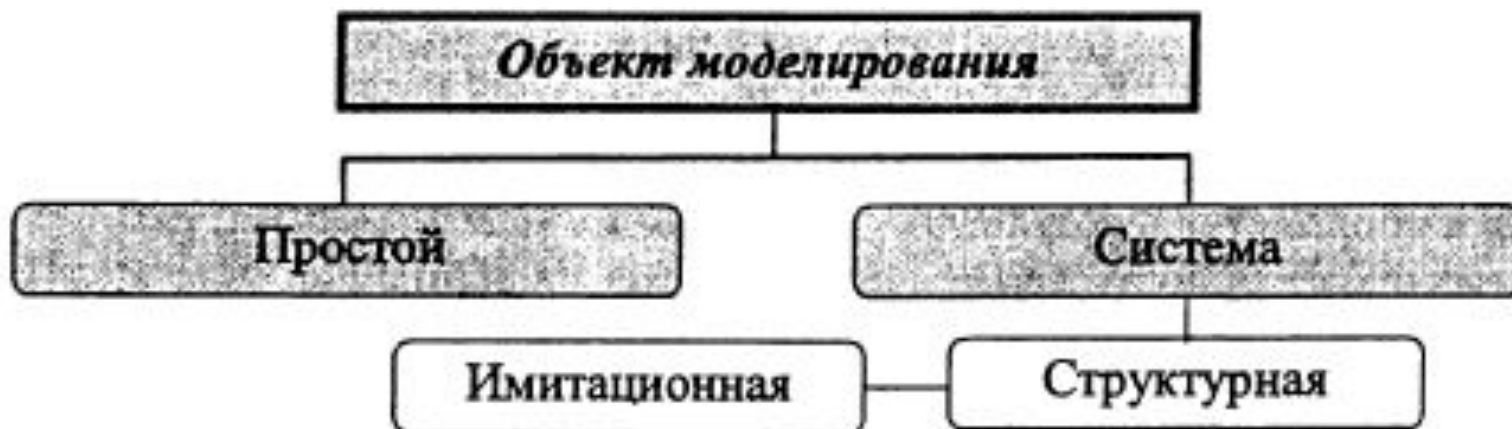 Объект моделирования
Простой
Система
Имитационная
Структурная